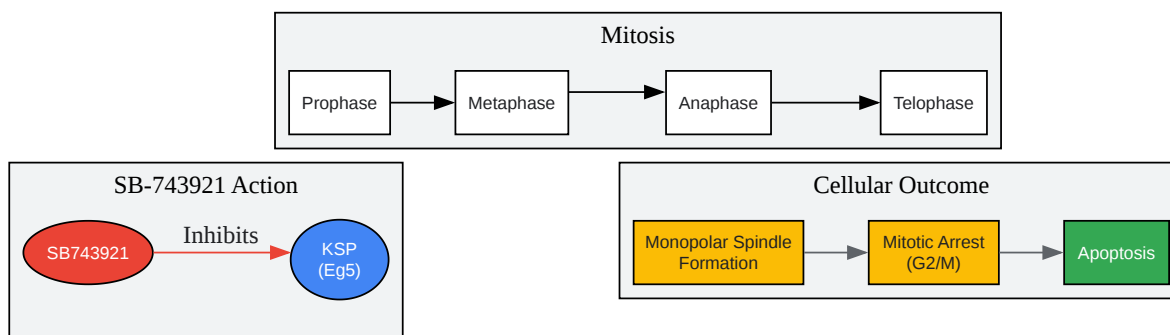 Mitosis
Prophase
Metaphase
Anaphase
Telophase
SB-743921 Action
SB743921
Inhibits
KSP
(Eg5)
Cellular Outcome
Monopolar Spindle
Formation
Mitotic Arrest
(G2/M)
Apoptosis